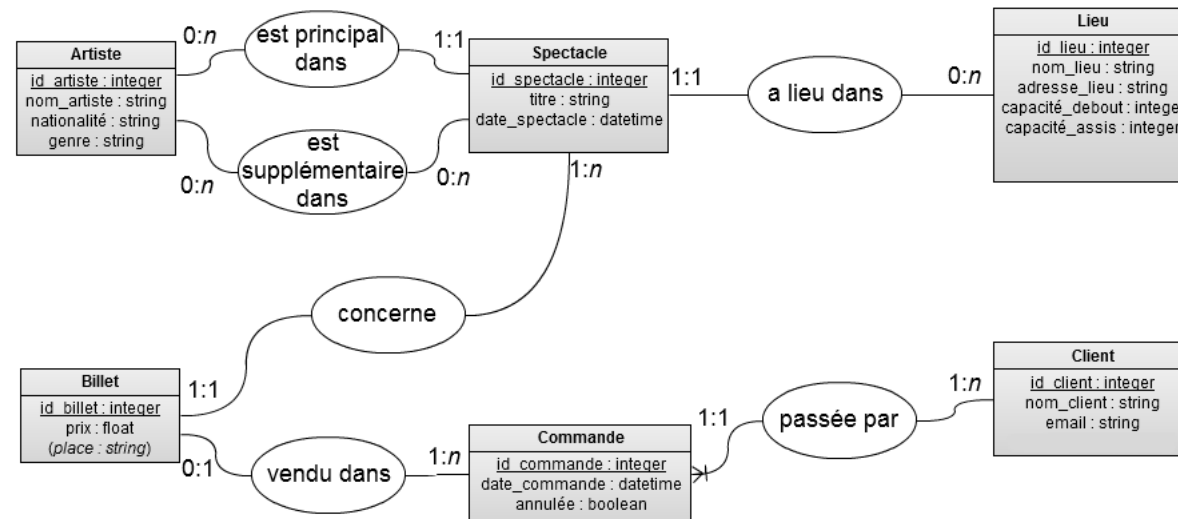 Artiste
id_artiste : integer
nom_artiste : string
nationalité : string
genre : string
0:n
est principal
dans
1:1
0:n
est
supplémentaire
dans
0:n
Spectacle
id_spectacle : integer
titre : string
date_spectacle : datetime
1:1
a lieu dans
0:n
Lieu
id_lieu : integer
nom_lieu : string
adresse_lieu : string
capacité_debout : intege
capacité_assis : integer
1:n
concerne
1:1
Billet
id_billet : integer
prix : float
(place : string)
0:1
vendu dans
1:n
Commande
id_commande : integer
date_commande : datetime
annulée : boolean
1:1
passée par
1:n
Client
id_client : integer
nom_client : string
email : string